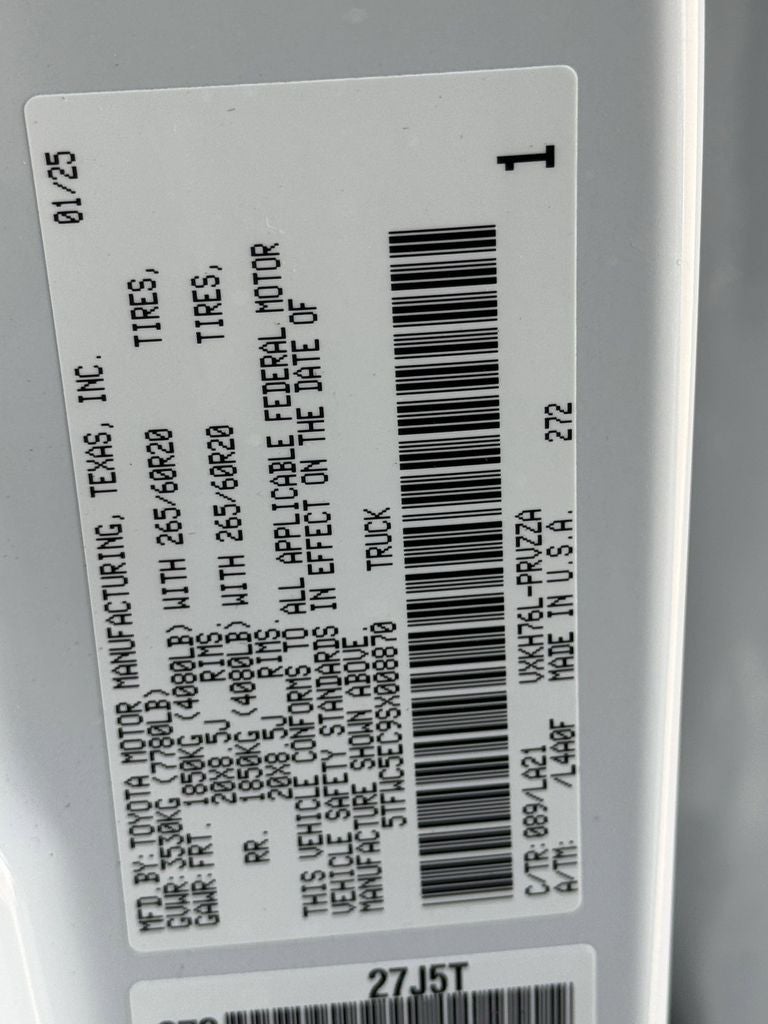 01/25
MFD.BY:TOYOTA MOTOR MANUFACTURING, TEXAS, INC.
GVWR:3530KG (7780LB)
GAWR:FRT. 1850KG (4080LB) WITH 265/60R20 TIRES,
20X8.5J RIMS.
RR. 1850KG (4080LB) WITH 265/60R20 TIRES,
20X8.5J RIMS.
THIS VEHICLE CONFORMS TO ALL APPLICABLE FEDERAL MOTOR
VEHICLE SAFETY STANDARDS IN EFFECT ON THE DATE OF
MANUFACTURE SHOWN ABOVE.
5TFWC5EC9SX008870 TRUCK
1
C/TR:089/LA21 VXKH76L-PRVZZA
A/TM: /L4A0F MADE IN U.S.A. 272
27J5T